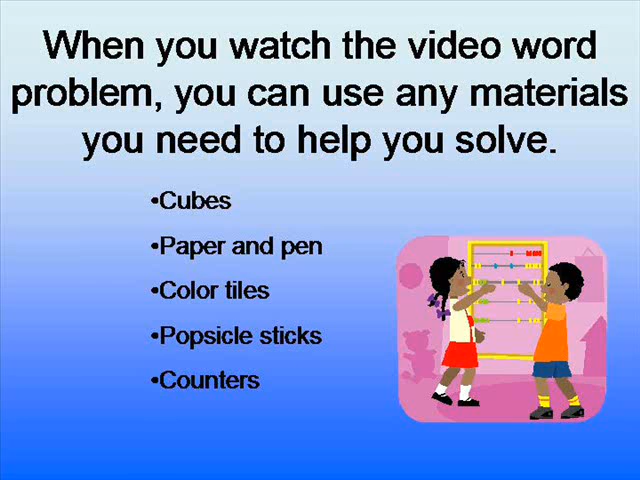 When you watch the video word
problem, you can use any materials
you need to help you solve.
•Cubes
•Paper and pen
•Color tiles
•Popsicle sticks
•Counters